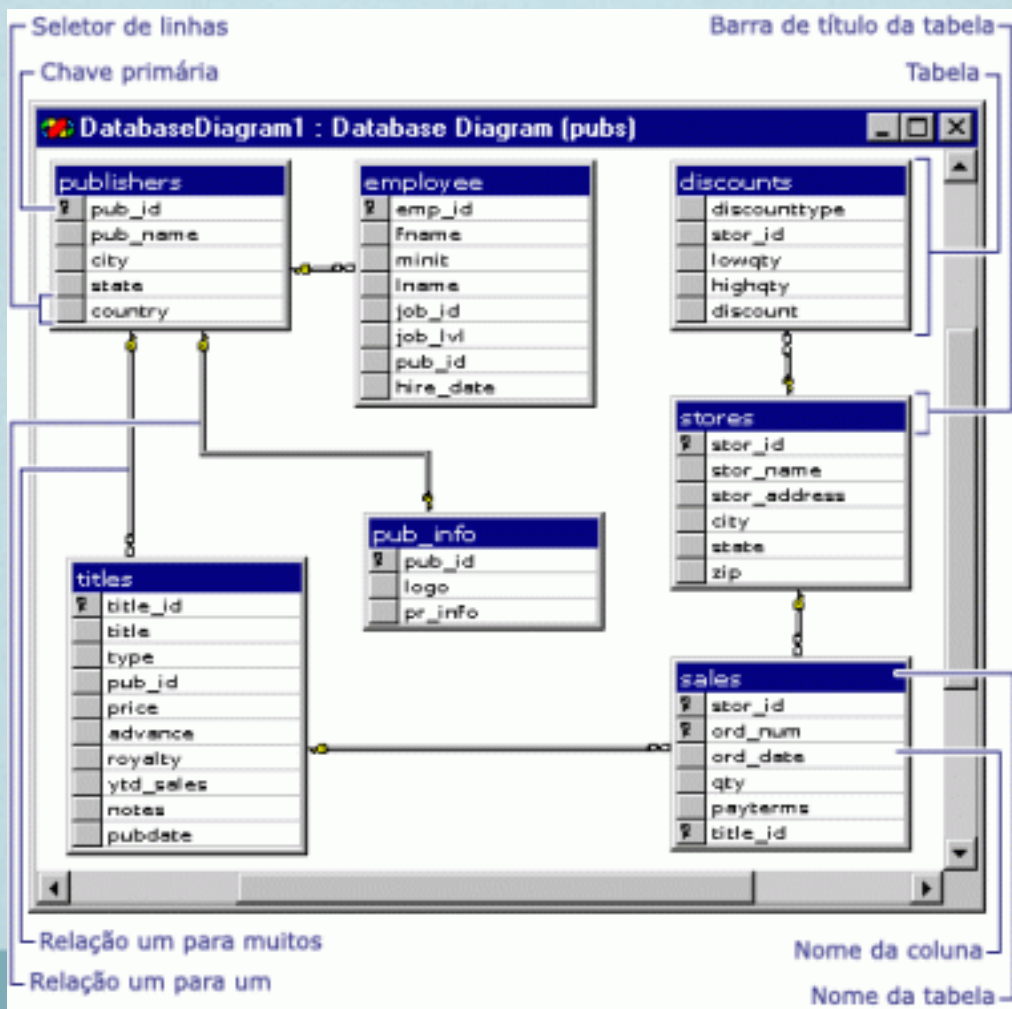 Seletor de linhas
Barra de título da tabela
Chave primária
Tabela
DatabaseDiagram1 : Database Diagram (pubs)
publishers
pub_id
pub_name
city
state
country
employee
emp_id
fname
minit
lname
job_id
job_lvl
pub_id
hire_date
discounts
discounttype
stor_id
lowqty
highqty
discount
stores
stor_id
stor_name
stor_address
city
state
zip
pub_info
pub_id
logo
pr_info
titles
title_id
title
type
pub_id
price
advance
royalty
ytd_sales
notes
pubdate
sales
stor_id
ord_num
ord_date
qty
payterms
title_id
Relação um para muitos
Nome da coluna
Relação um para um
Nome da tabela